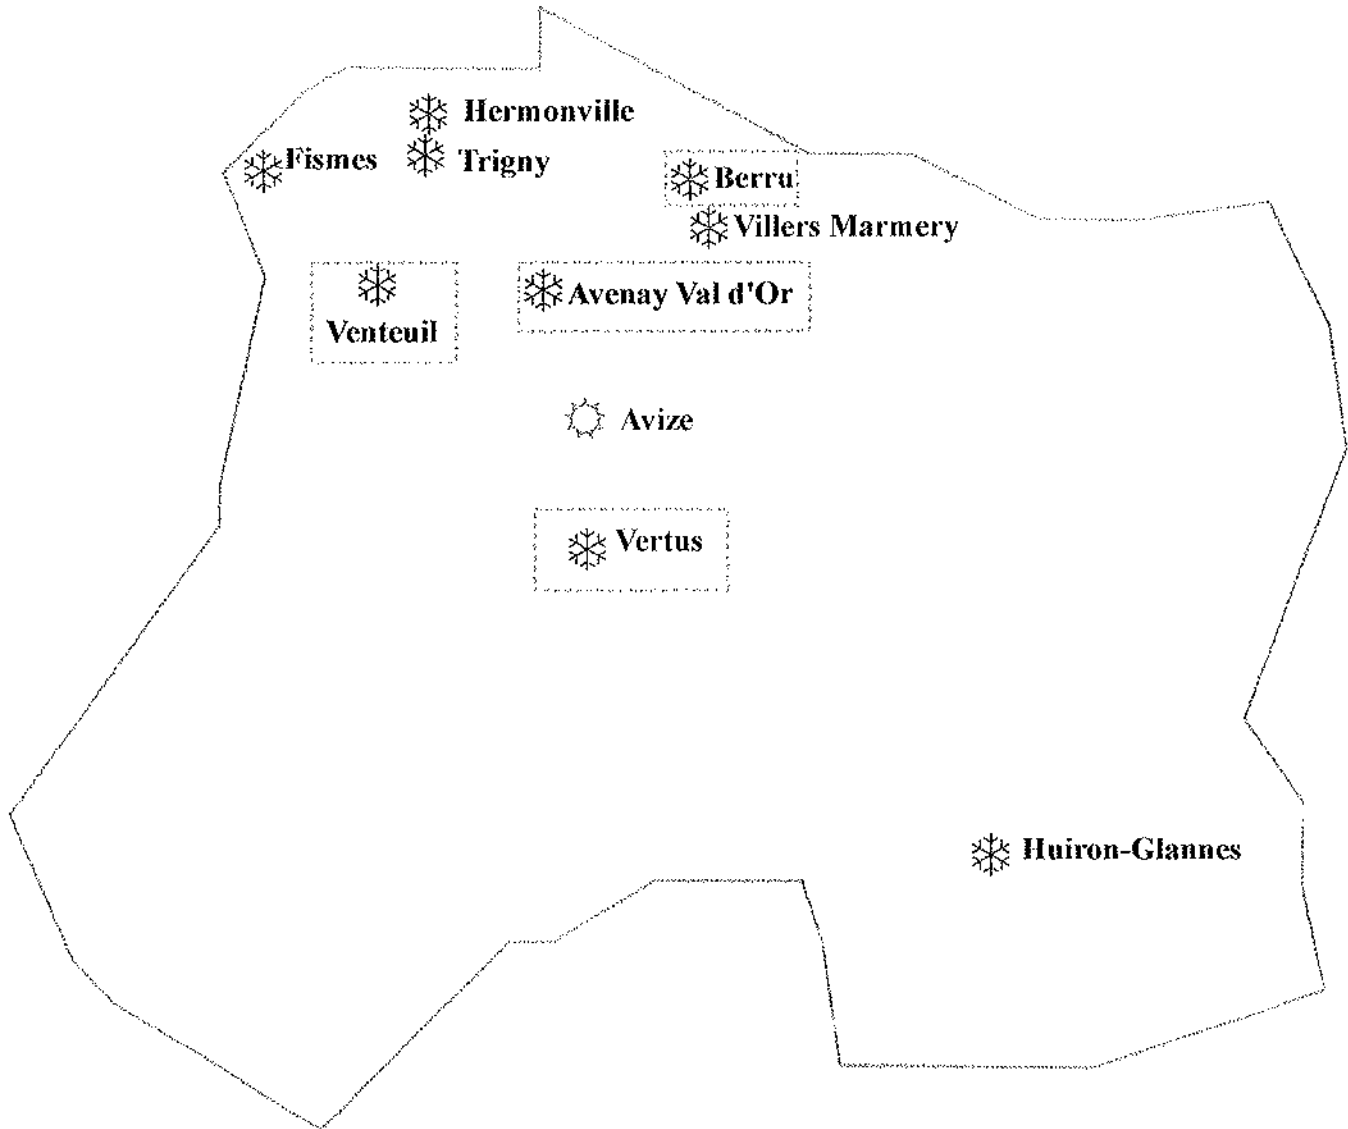 Hermonville
Fismes
Trigny
Berru
Villers Marmery
Avenay Val d'Or
Venteuil
Avize
Vertus
Huiron-Glannes